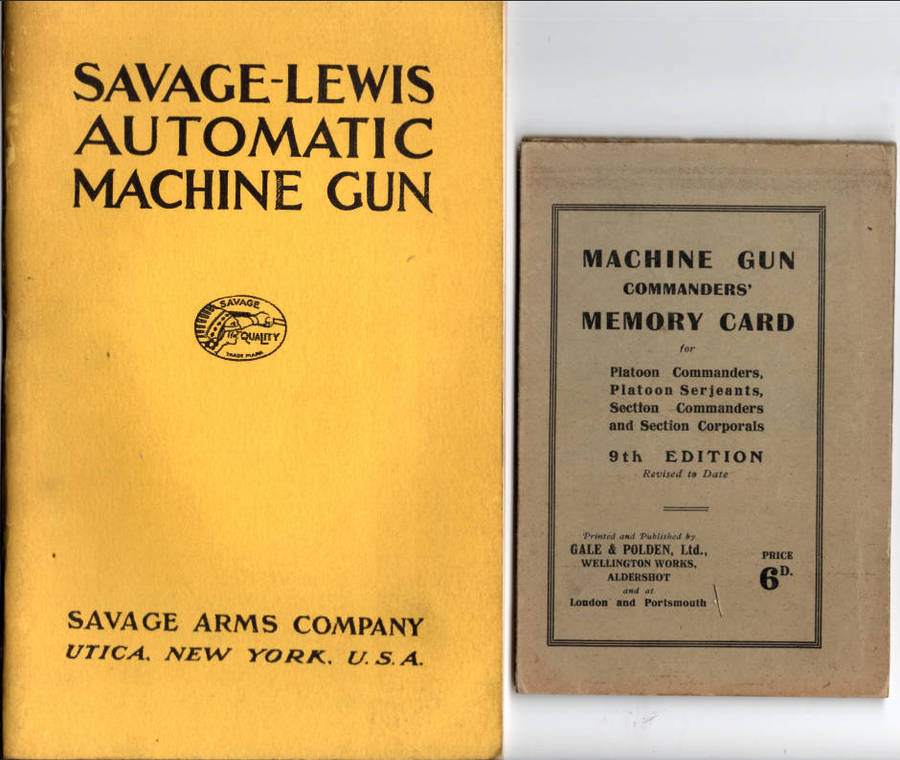 SAVAGE-LEWIS
AUTOMATIC
MACHINE GUN
SAVAGE
QUALITY
TRADE MARK
SAVAGE ARMS COMPANY
UTICA. NEW YORK. U.S.A.
MACHINE GUN
COMMANDERS'
MEMORY CARD
for
Platoon Commanders,
Platoon Serjeants,
Section Commanders
and Section Corporals
9th EDITION
Revised to Date
Printed and Published by
GALE & POLDEN, Ltd.,
WELLINGTON WORKS,
ALDERSHOT
and at
London and Portsmouth
PRICE
6D.